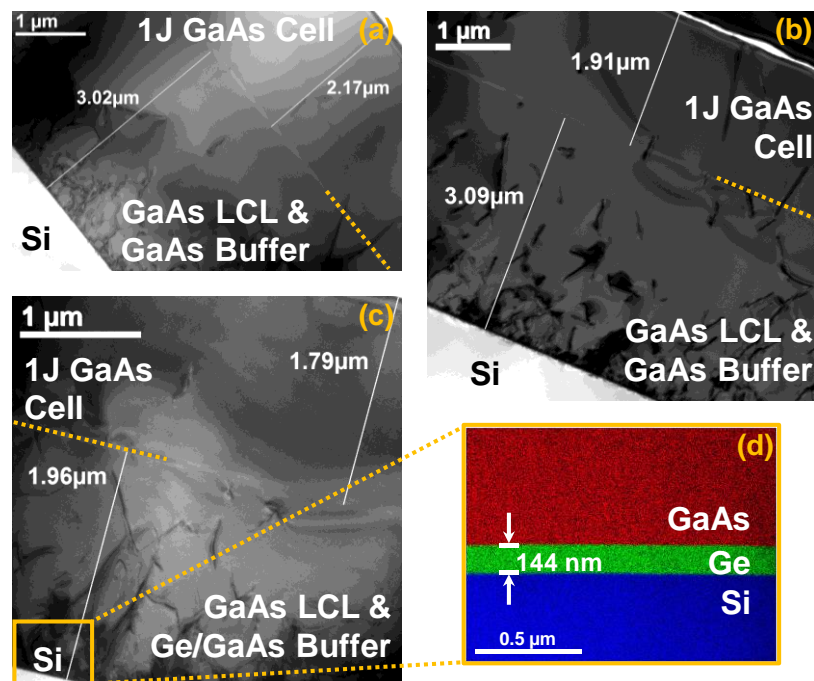 1 µm
1J GaAs Cell
(a)
3.02µm
2.17µm
GaAs LCL &
GaAs Buffer
Si
(b)
1 µm
1.91µm
1J GaAs
Cell
3.09µm
GaAs LCL &
GaAs Buffer
Si
(c)
1 µm
1J GaAs
Cell
1.79µm
1.96µm
GaAs LCL &
Ge/GaAs Buffer
Si
(d)
GaAs
144 nm
Ge
Si
0.5 µm